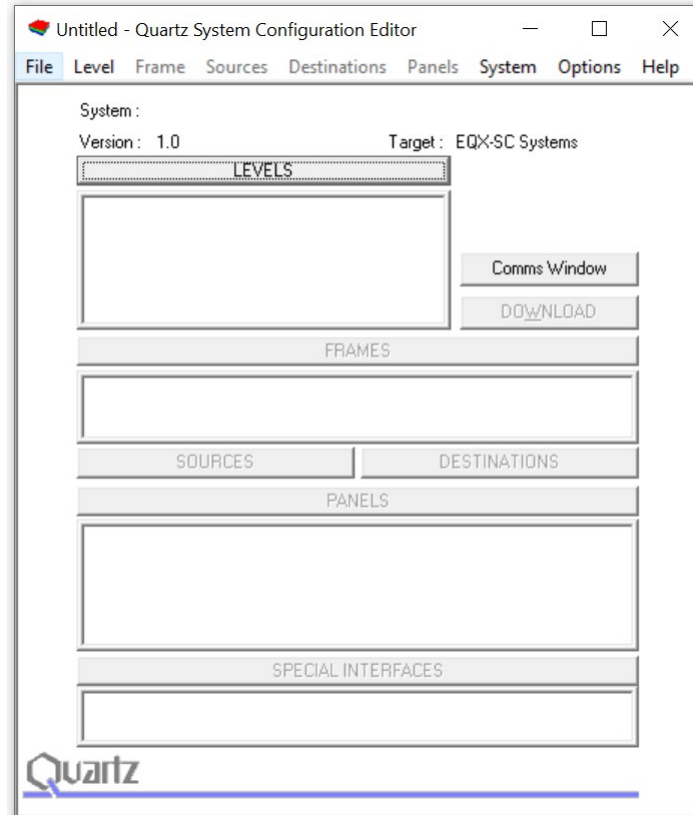 Untitled - Quartz System Configuration Editor
File Level Frame Sources Destinations Panels System Options Help
System :
Version : 1.0 Target : EQX-SC Systems
LEVELS
Comms Window
DOWNLOAD
FRAMES
SOURCES DESTINATIONS
PANELS
SPECIAL INTERFACES
Quartz